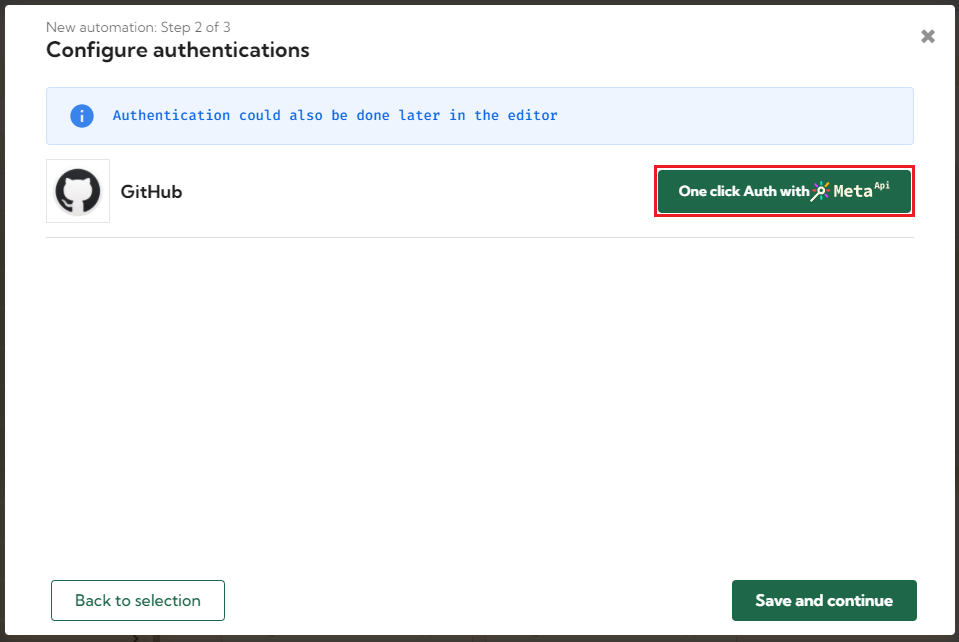 New automation: Step 2 of 3
Configure authentications
Authentication could also be done later in the editor
GitHub
One click Auth with Meta Api
Back to selection
Save and continue